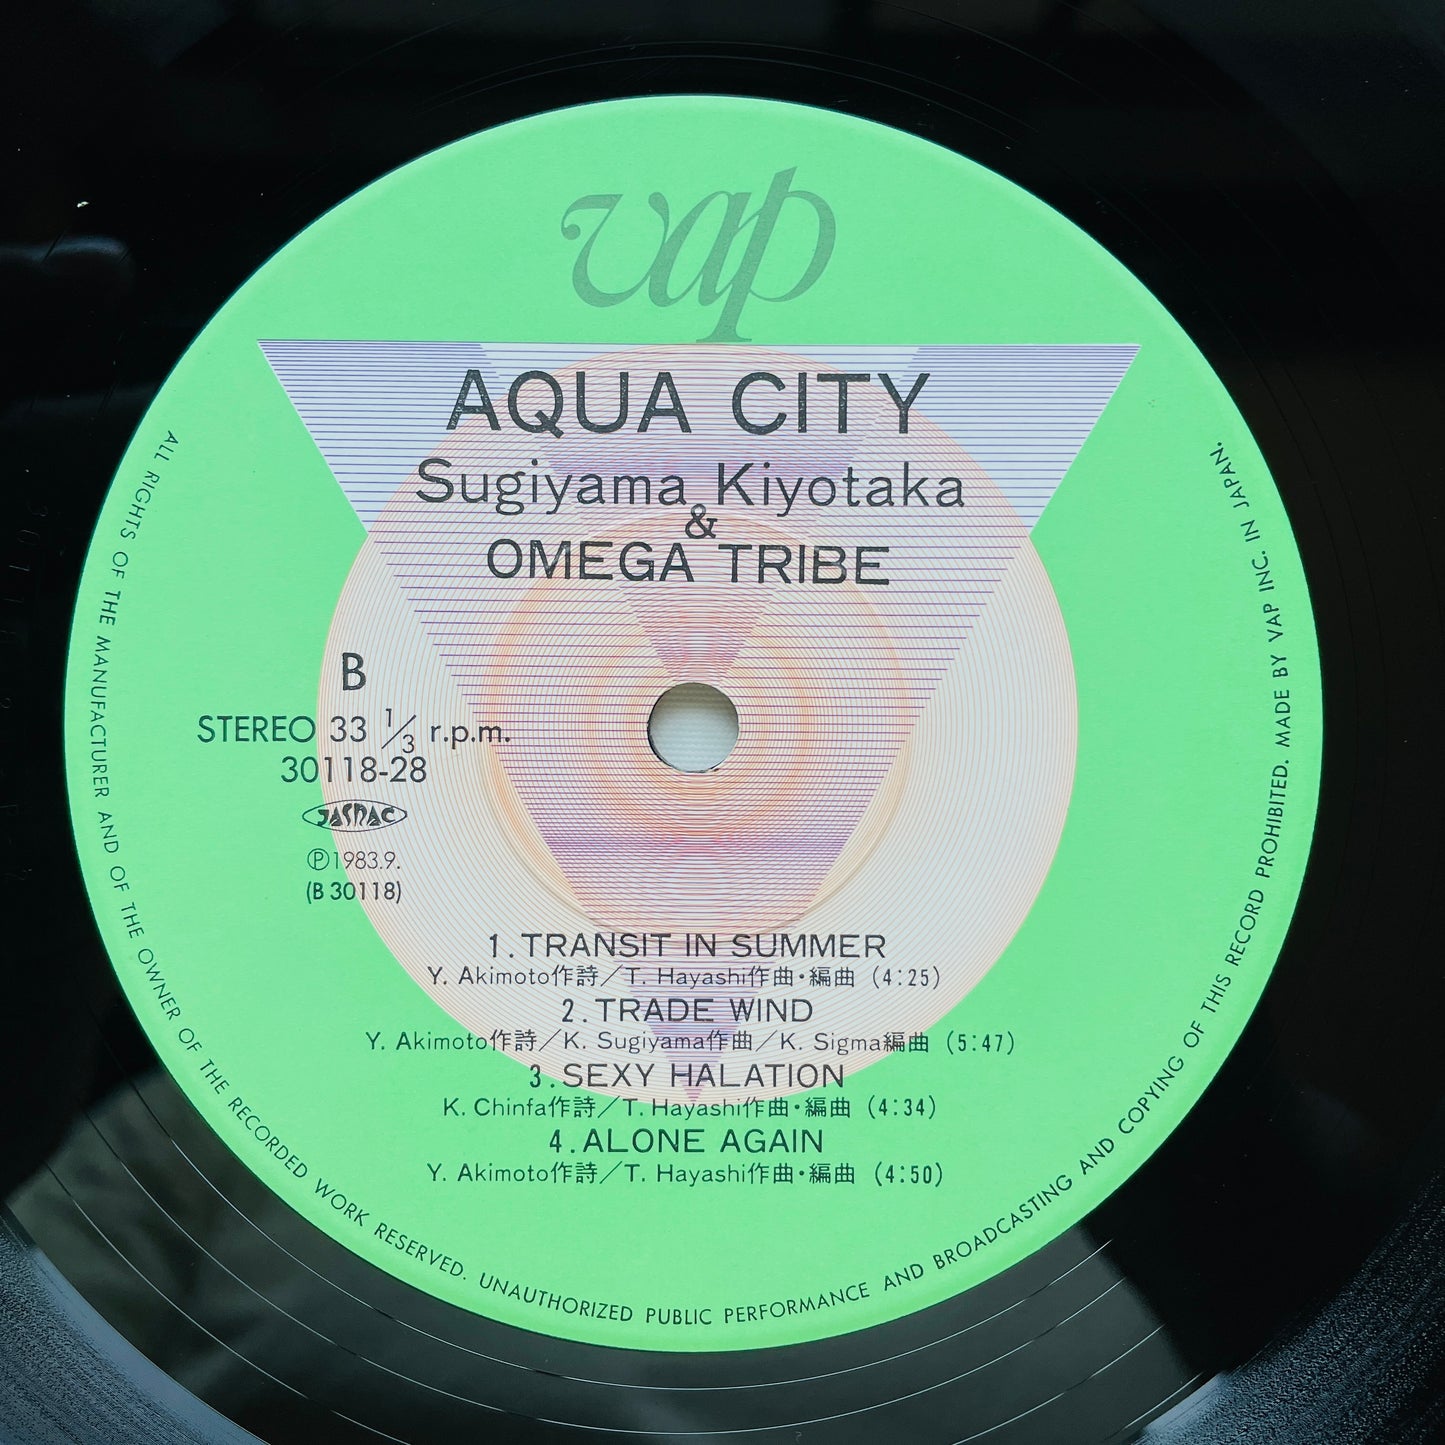 vap
AQUA CITY
Sugiyama Kiyotaka
&
OMEGA TRIBE
B
STEREO 33 1/3 r.p.m.
30118-28
JASRAC
Ⓟ1983.9.
(B 30118)
1.TRANSIT IN SUMMER
Y. Akimoto作詩／T. Hayashi作曲・編曲 (4:25)
2.TRADE WIND
Y. Akimoto作詩／K. Sugiyama作曲／K. Sigma編曲 (5:47)
3.SEXY HALATION
K. Chinfa作詩／T. Hayashi作曲・編曲 (4:34)
4.ALONE AGAIN
Y. Akimoto作詩／T. Hayashi作曲・編曲 (4:50)
ALL RIGHTS OF THE MANUFACTURER AND OF THE OWNER OF THE RECORDED WORK RESERVED. UNAUTHORIZED PUBLIC PERFORMANCE AND BROADCASTING AND COPYING OF THIS RECORD PROHIBITED. MADE BY VAP INC. IN JAPAN.